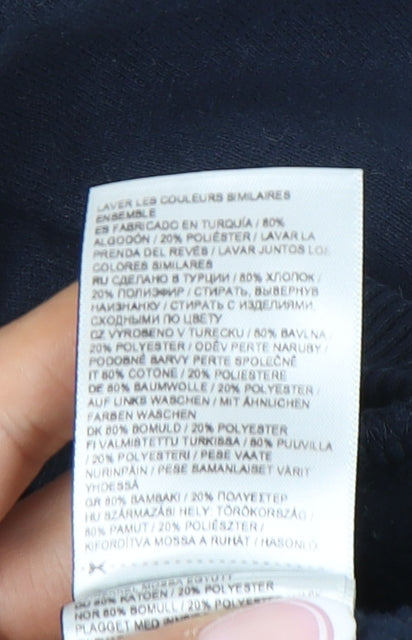 LAVER LES COULEURS SIMILAIRES
ENSEMBLE
ES FABRICADO EN TURQUÍA / 80%
ALGODÓN / 20% POLIÉSTER / LAVAR LA
PRENDA DEL REVÉS / LAVAR JUNTOS LOS
COLORES SIMILARES
RU СДЕЛАНО В ТУРЦИИ / 80% ХЛОПОК /
20% ПОЛИЭФИР / СТИРАТЬ, ВЫВЕРНУВ
НАИЗНАНКУ / СТИРАТЬ С ИЗДЕЛИЯМИ
СХОДНЫМИ ПО ЦВЕТУ
CZ VYROBENO V TURECKU / 80% BAVLNA /
20% POLYESTER / ODĚV PERTE NARUBY /
PODOBNÉ BARVY PERTE SPOLEČNĚ
IT 80% COTONE / 20% POLIESTERE
DE 80% BAUMWOLLE / 20% POLYESTER /
AUF LINKS WASCHEN / MIT ÄHNLICHEN
FARBEN WASCHEN
DK 80% BOMULD / 20% POLYESTER
FI VALMISTETTU TURKISSA / 80% PUUVILLA
/ 20% POLYESTERI / PESE VAATE
NURINPÄIN / PESE SAMANLAISET VÄRIT
YHDESSÄ
GR 80% ΒΑΜΒΑΚΙ / 20% ΠΟΛΥΕΣΤΕΡ
HU SZÁRMAZÁSI HELY: TÖRÖKORSZÁG /
80% PAMUT / 20% POLIÉSZTER /
KIFORDÍTVA MOSSA A RUHÁT / HASONLÓ
MOSSA EGYÜTT
80% KATOEN / 20% POLYESTER
NOR 80% BOMULL / 20% POLYESTER
PLAGGET MED